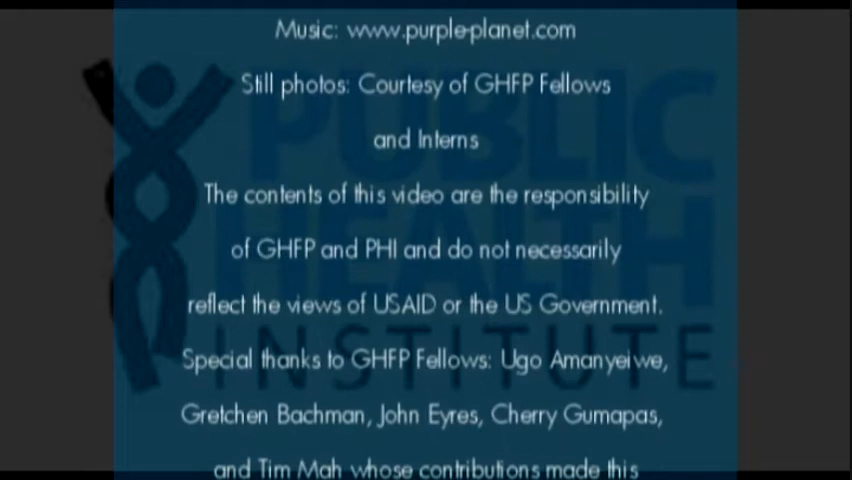 Music: www.purple-planet.com
Still photos: Courtesy of GHFP Fellows
and Interns
The contents of this video are the responsibility
of GHFP and PHI and do not necessarily
reflect the views of USAID or the US Government.
Special thanks to GHFP Fellows: Ugo Amanyeiwe,
Gretchen Bachman, John Eyres, Cherry Gumapas,
and Tim Mah whose contributions made this
PUBLIC
HEALTH
INSTITUTE